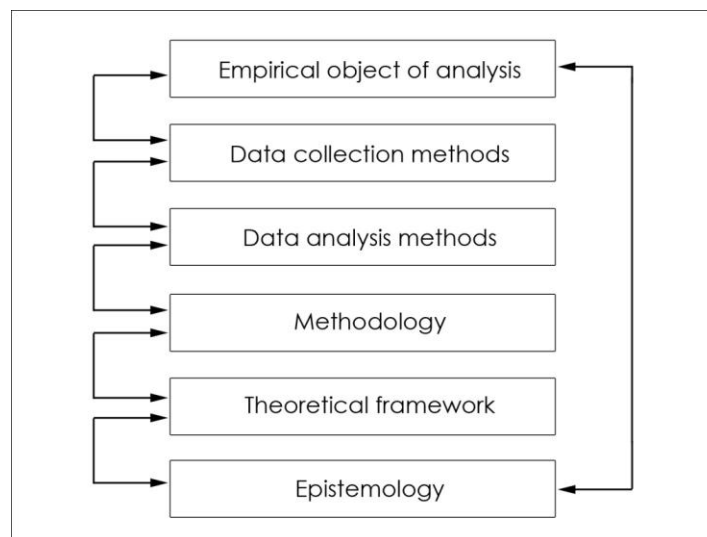 Empirical object of analysis
Data collection methods
Data analysis methods
Methodology
Theoretical framework
Epistemology